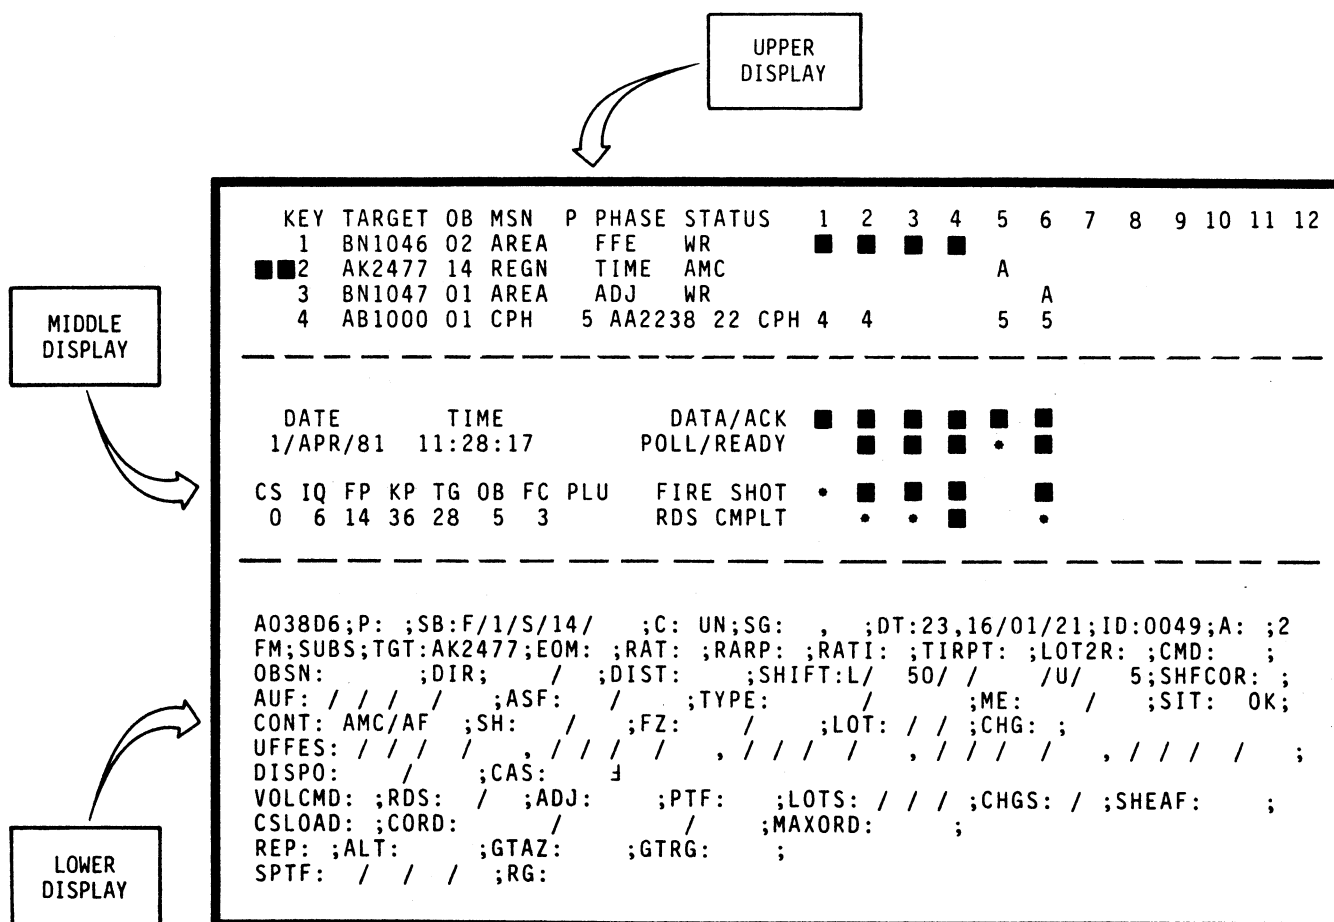 UPPER
DISPLAY
KEY TARGET OB MSN P PHASE STATUS 1 2 3 4 5 6 7 8 9 10 11 12
1 BN1046 02 AREA FFE WR ■ ■ ■ ■
■■2 AK2477 14 REGN TIME AMC A
3 BN1047 01 AREA ADJ WR A
4 AB1000 01 CPH 5 AA2238 22 CPH 4 4 5 5
MIDDLE
DISPLAY
DATE TIME DATA/ACK ■ ■ ■ ■ ■ ■
1/APR/81 11:28:17 POLL/READY ■ ■ ■ • ■
CS IQ FP KP TG OB FC PLU FIRE SHOT • ■ ■ ■ ■
0 6 14 36 28 5 3 RDS CMPLT • • ■ •
A038D6;P: ;SB:F/1/S/14/ ;C: UN;SG: , ;DT:23,16/01/21;ID:0049;A: ;2
FM;SUBS;TGT:AK2477;EOM: ;RAT: ;RARP: ;RATI: ;TIRPT: ;LOT2R: ;CMD: ;
OBSN: ;DIR; / ;DIST: ;SHIFT:L/ 50/ / /U/ 5;SHFCOR: ;
AUF: / / / / ;ASF: / ;TYPE: / ;ME: / ;SIT: OK;
CONT: AMC/AF ;SH: / ;FZ: / ;LOT: / / ;CHG: ;
UFFES: / / / / , / / / / , / / / / , / / / / , / / / / ;
DISPO: / ;CAS: Ⅎ
VOLCMD: ;RDS: / ;ADJ: ;PTF: ;LOTS: / / / ;CHGS: / ;SHEAF: ;
CSLOAD: ;CORD: / / ;MAXORD: ;
REP: ;ALT: ;GTAZ: ;GTRG: ;
SPTF: / / / ;RG:
LOWER
DISPLAY